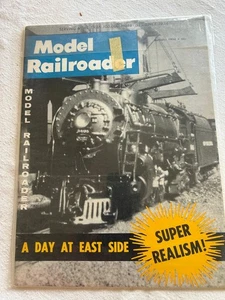 Model
Railroader
MODEL RAILROADER
A DAY AT EAST SIDE
SUPER
REALISM!